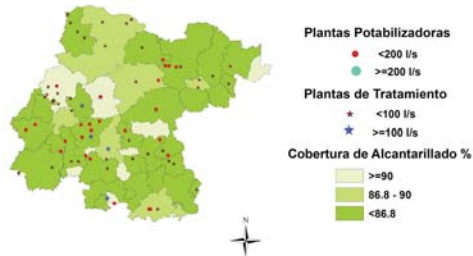 Plantas Potabilizadoras
<200 l/s
>=200 l/s
Plantas de Tratamiento
<100 l/s
>=100 l/s
Cobertura de Alcantarillado %
>=90
86.8 - 90
<86.8
N